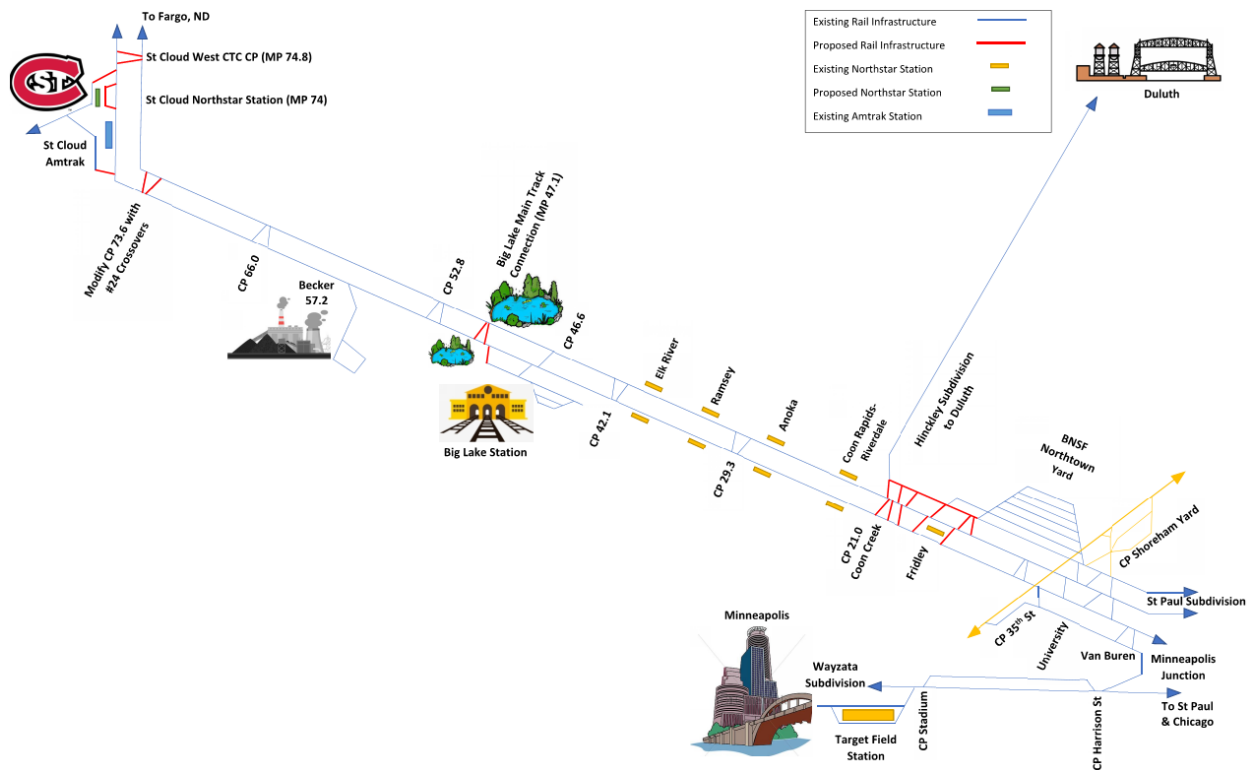 To Fargo, ND
St Cloud West CTC CP (MP 74.8)
St Cloud Northstar Station (MP 74)
St Cloud
Amtrak
Modify CP 73.6 with
#24 Crossovers
CP 66.0
Becker
57.2
CP 52.8
Big Lake Main Track
Connection (MP 47.1)
CP 46.6
Big Lake Station
CP 42.1
Elk River
Ramsey
CP 29.3
Anoka
Coon Rapids-
Riverdale
CP 21.0
Coon Creek
Fridley
Existing Rail Infrastructure
Proposed Rail Infrastructure
Existing Northstar Station
Proposed Northstar Station
Existing Amtrak Station
Duluth
Hinckley Subdivision
to Duluth
BNSF
Northtown
Yard
CP Shoreham Yard
St Paul Subdivision
CP 35th St
University
Van Buren
Minneapolis
Junction
Minneapolis
Wayzata
Subdivision
Target Field
Station
CP Stadium
CP Harrison St
To St Paul
& Chicago